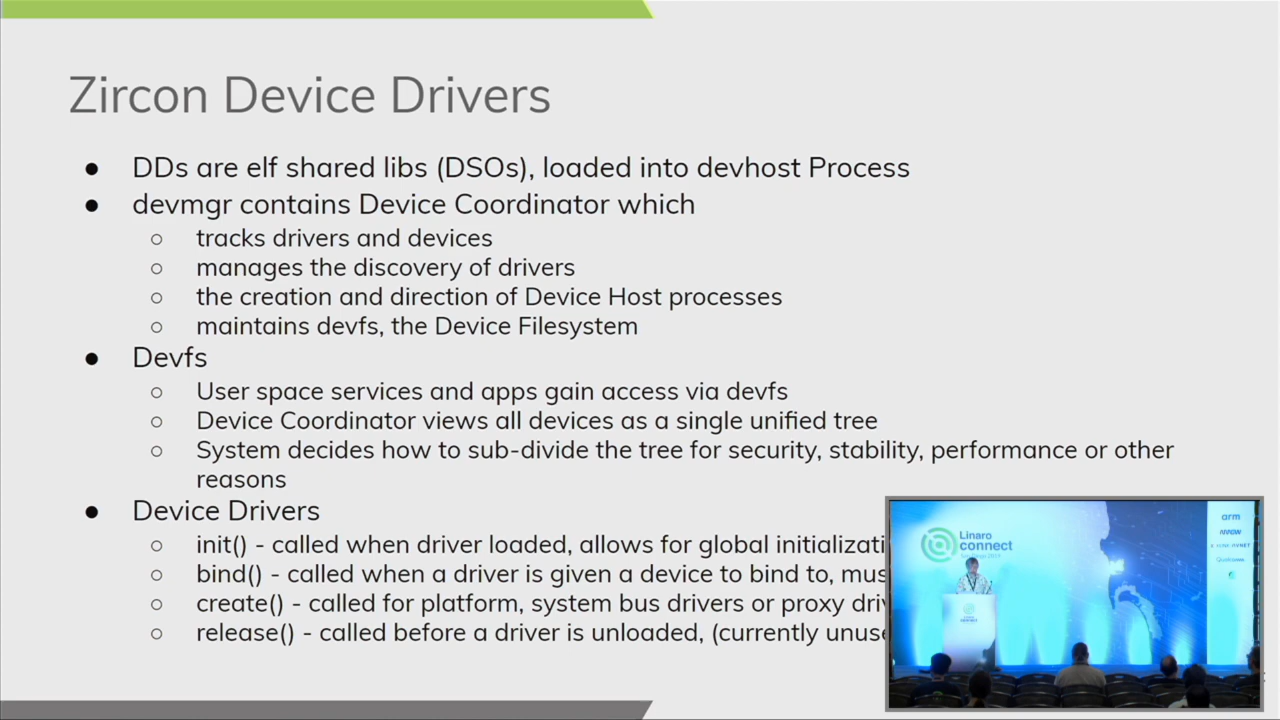 Zircon Device Drivers
● DDs are elf shared libs (DSOs), loaded into devhost Process
● devmgr contains Device Coordinator which
○ tracks drivers and devices
○ manages the discovery of drivers
○ the creation and direction of Device Host processes
○ maintains devfs, the Device Filesystem
● Devfs
○ User space services and apps gain access via devfs
○ Device Coordinator views all devices as a single unified tree
○ System decides how to sub-divide the tree for security, stability, performance or other
reasons
● Device Drivers
○ init() - called when driver loaded, allows for global
○ bind() - called when a driver is given a device to bind to,
○ create() - called for platform, system bus drivers or proxy
○ release() - called before a driver is unloaded, (currently
Linaro
connect
San Diego 2019
arm
Qualcomm